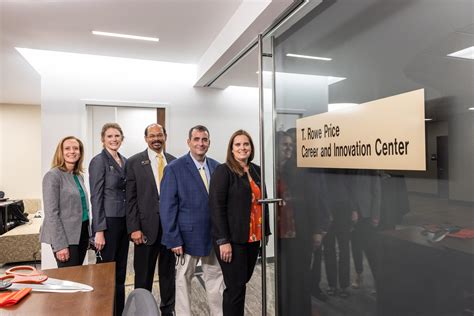 T. Rowe Price
Career and Innovation Center